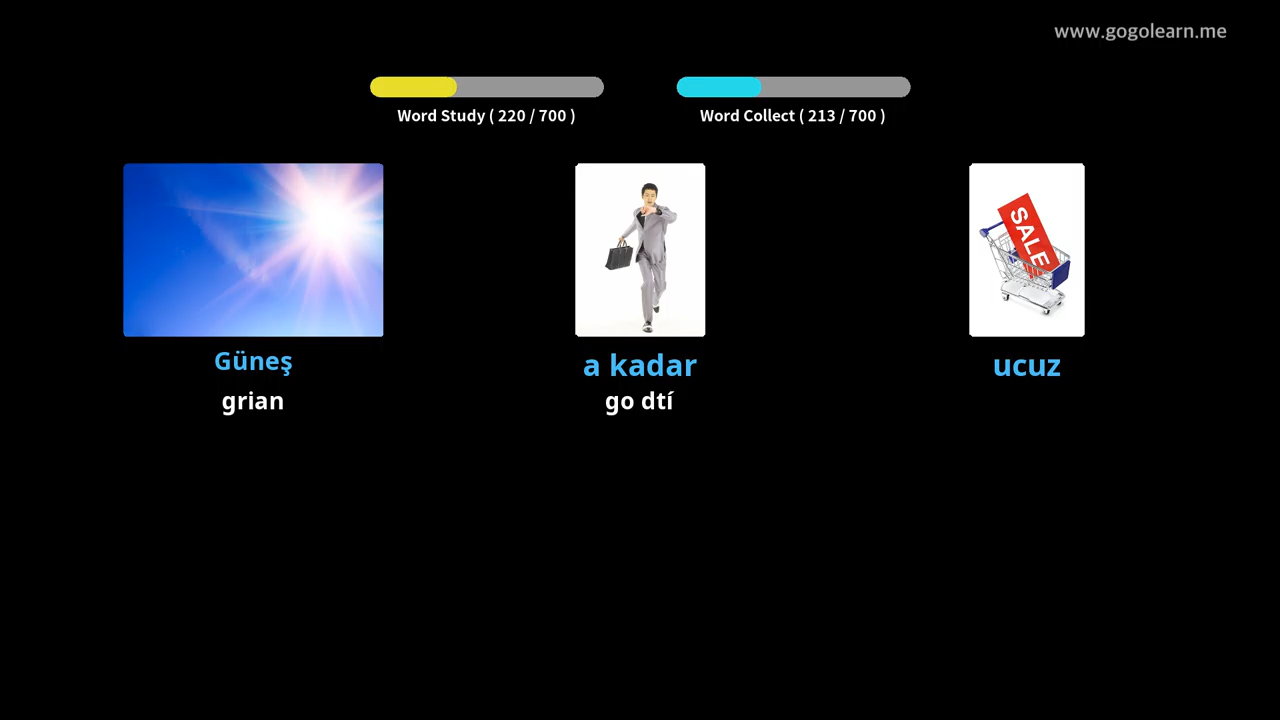 www.gogolearn.me
Word Study ( 220 / 700 )
Word Collect ( 213 / 700 )
SALE
Güneş
a kadar
ucuz
grian
go dtí